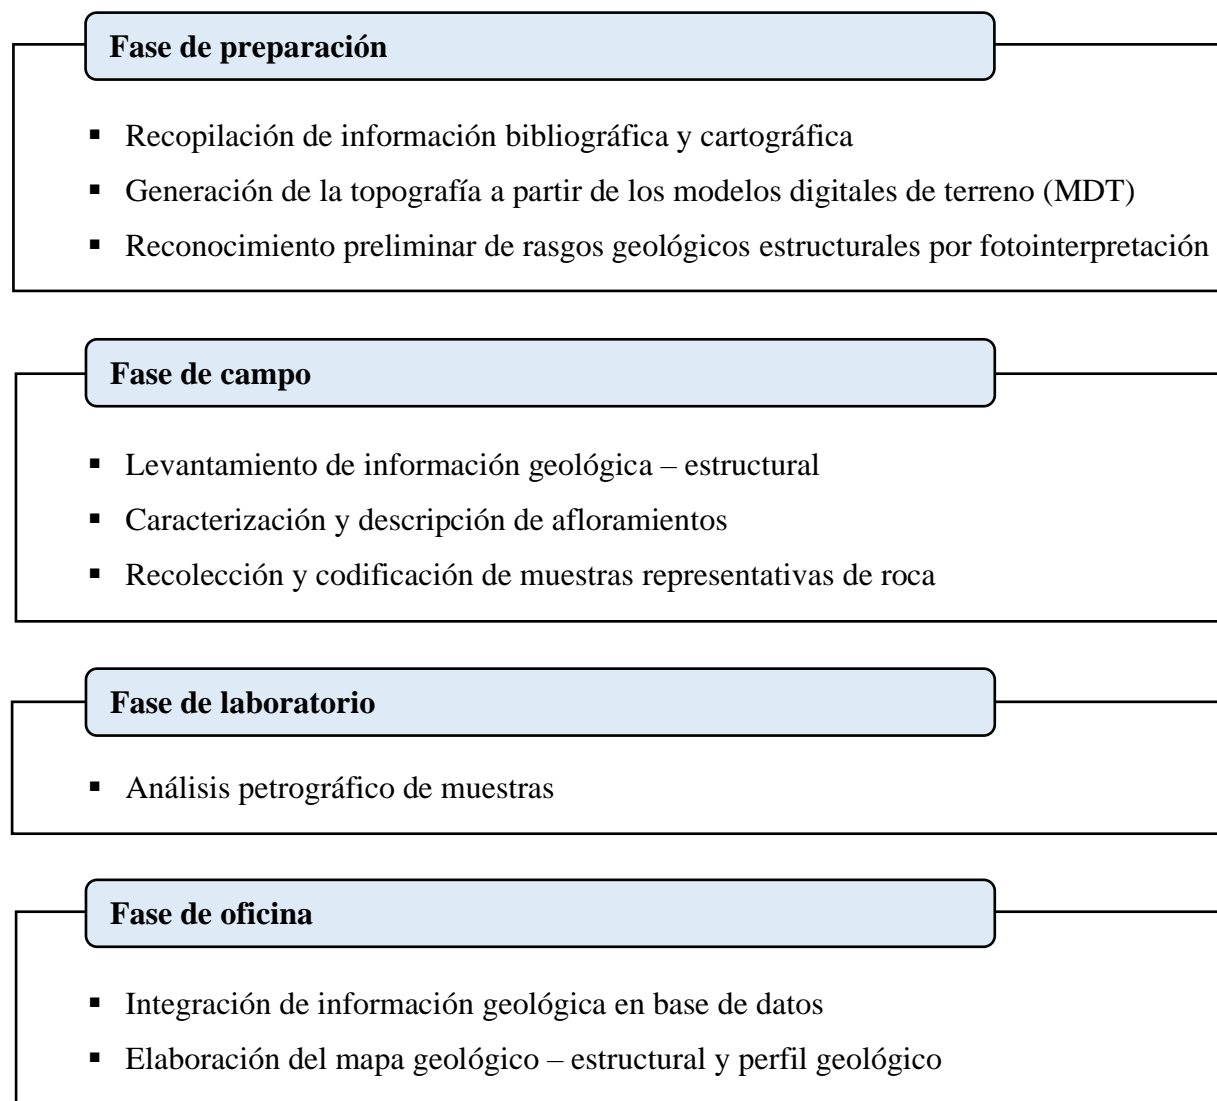 Fase de preparación
▪ Recopilación de información bibliográfica y cartográfica
▪ Generación de la topografía a partir de los modelos digitales de terreno (MDT)
▪ Reconocimiento preliminar de rasgos geológicos estructurales por fotointerpretación
Fase de campo
▪ Levantamiento de información geológica – estructural
▪ Caracterización y descripción de afloramientos
▪ Recolección y codificación de muestras representativas de roca
Fase de laboratorio
▪ Análisis petrográfico de muestras
Fase de oficina
▪ Integración de información geológica en base de datos
▪ Elaboración del mapa geológico – estructural y perfil geológico